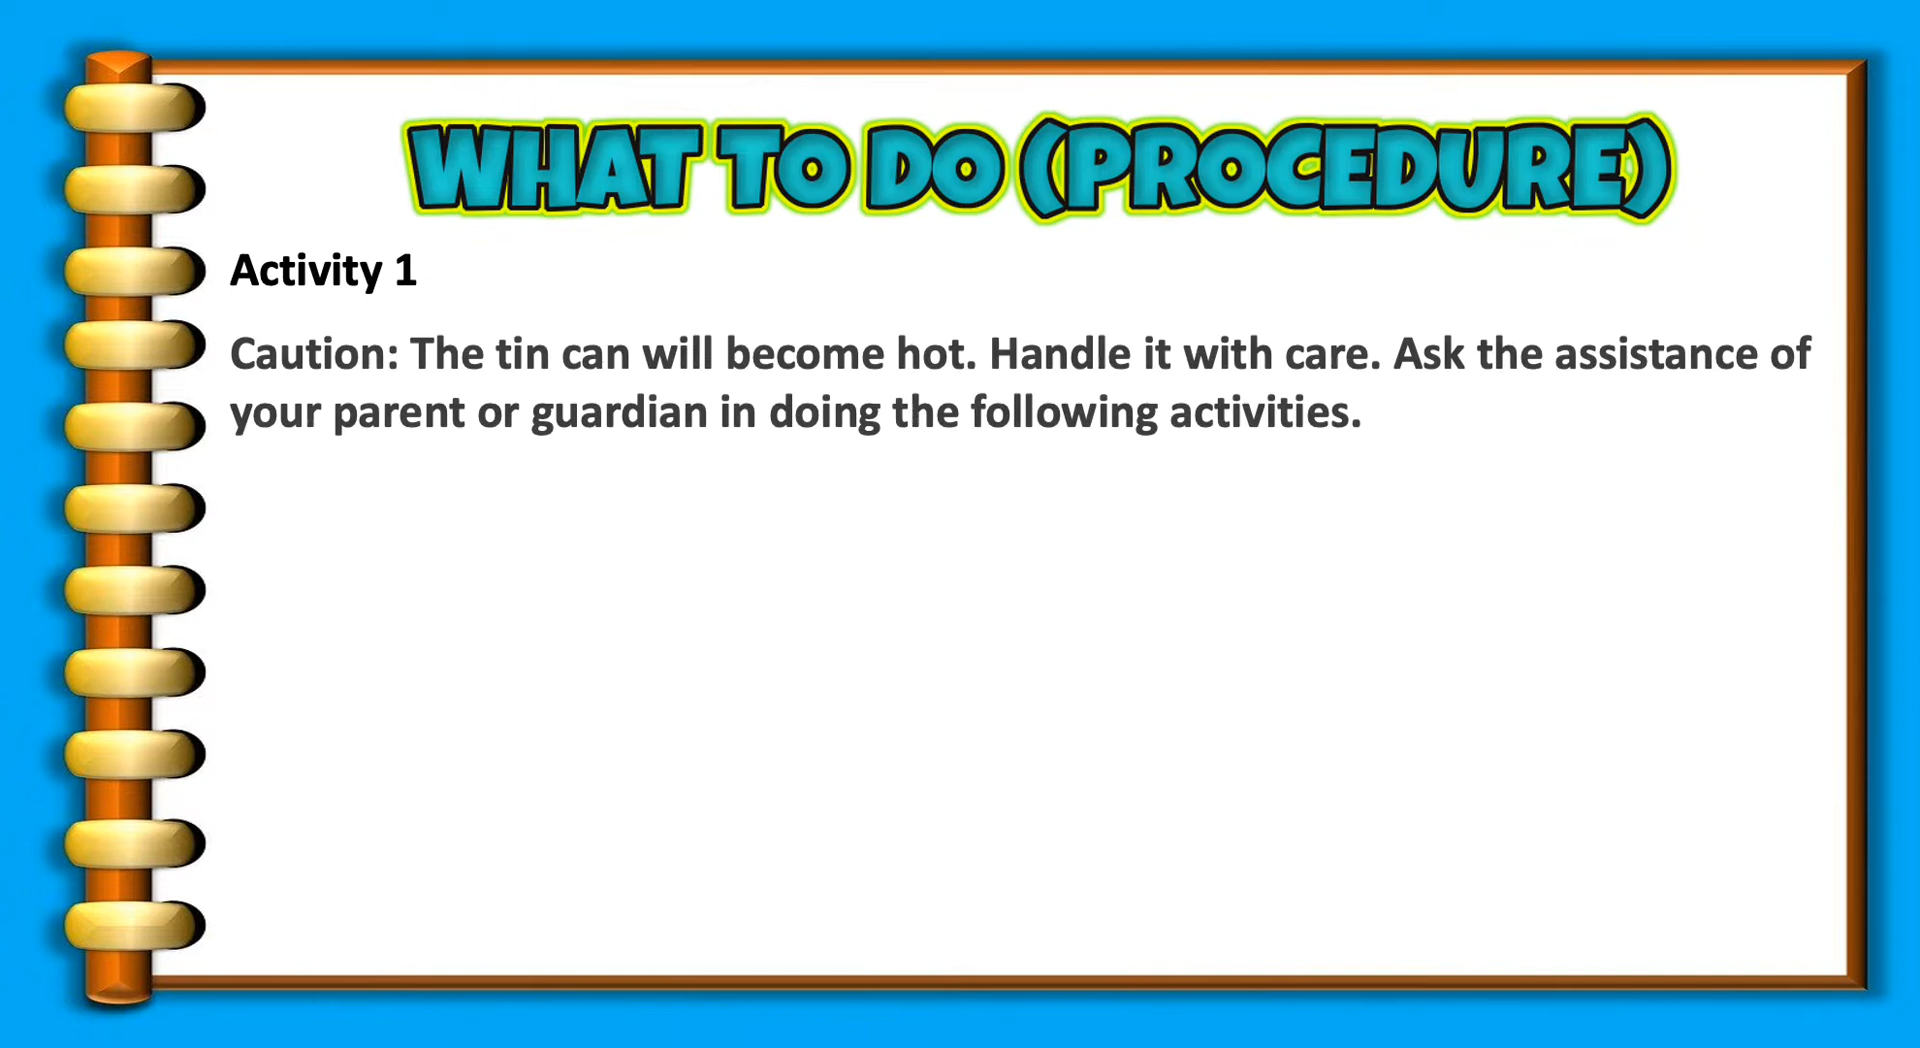 WHAT TO DO (PROCEDURE)
Activity 1
Caution: The tin can will become hot. Handle it with care. Ask the assistance of
your parent or guardian in doing the following activities.